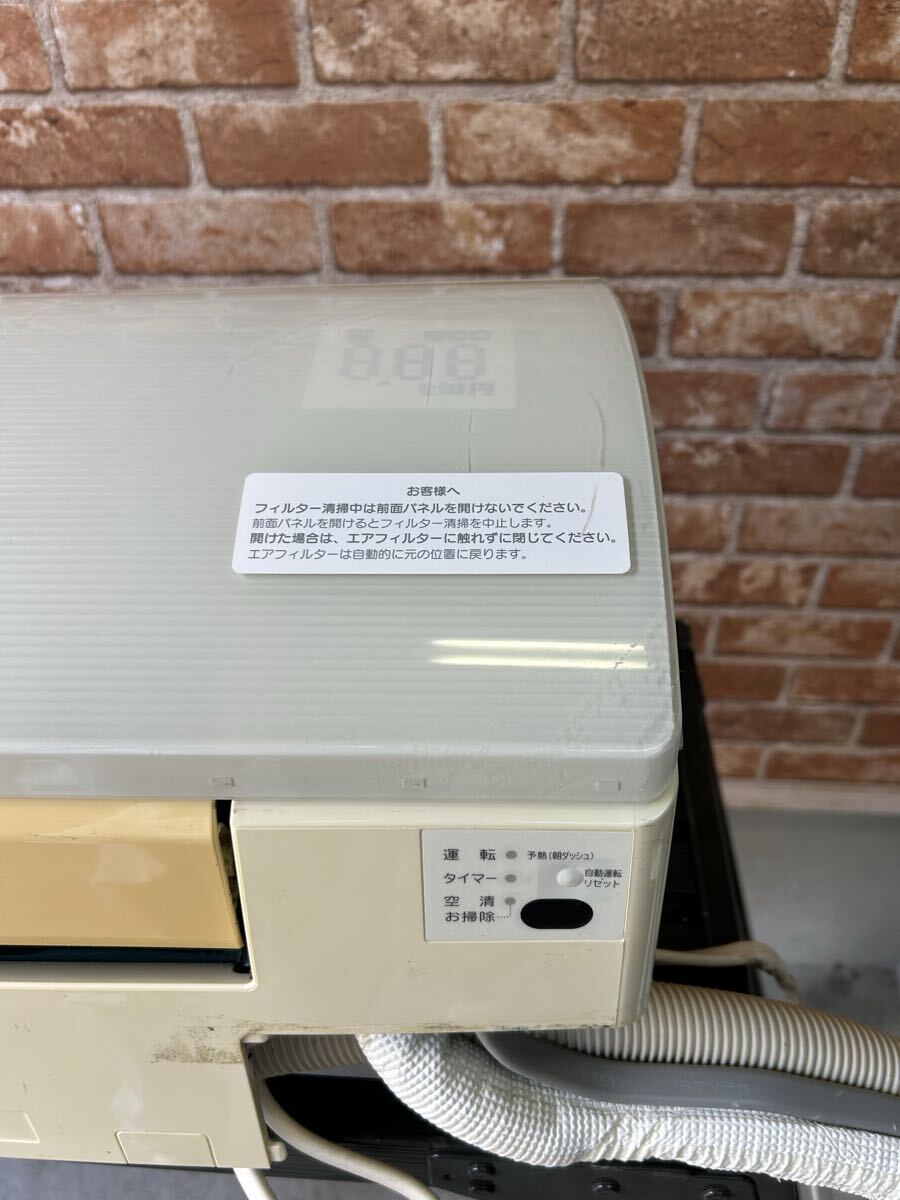 お客様へ
フィルター清掃中は前面パネルを開けないでください。
前面パネルを開けるとフィルター清掃を中止します。
開けた場合は、エアフィルターに触れずに閉じてください。
エアフィルターは自動的に元の位置に戻ります。
運 転 予熱(朝ダッシュ)
タイマー
自動運転
リセット
空 清
お掃除